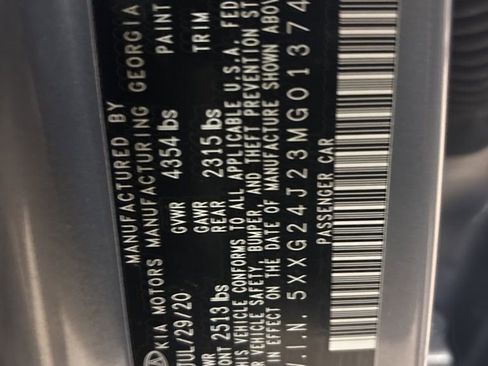 MANUFACTURED BY
KIA MOTORS MANUFACTURING GEORGIA
JUL/29/20 GVWR 4354 lbs PAINT
GAWR
ONT 2513 lbs REAR 2315 lbs TRIM
THIS VEHICLE CONFORMS TO ALL APPLICABLE U.S.A. FED
VEHICLE SAFETY, BUMPER, AND THEFT PREVENTION ST
IN EFFECT ON THE DATE OF MANUFACTURE SHOWN ABOV
V.I.N. 5XXG24J23MG01374
PASSENGER CAR